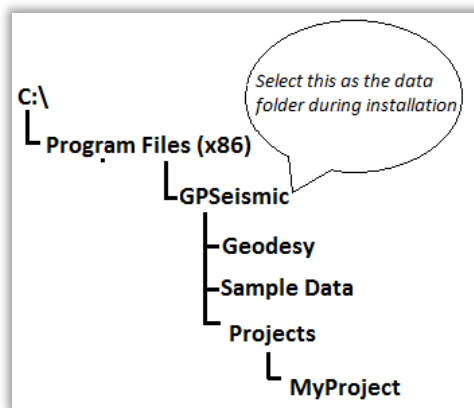 Select this as the data
folder during installation
C:\
Program Files (x86)
GPSeismic
Geodesy
Sample Data
Projects
MyProject